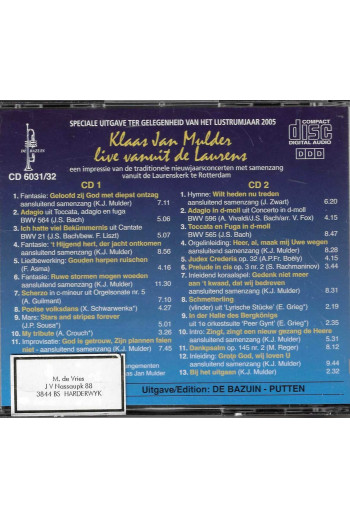 SPECIALE UITGAVE TER GELEGENHEID VAN HET LUSTRUMJAAR 2005
DE BAZUIN
CD 6031/32
Klaas Jan Mulder
live vanuit de Laurens
een impressie van de traditionele nieuwjaarsconcerten met samenzang
vanuit de Laurenskerk te Rotterdam
COMPACT
disc
DIGITAL AUDIO
DDD
CD 1
1. Fantasie: Geloofd zij God met diepst ontzag
aansluitend samenzang (K.J. Mulder) 7.11
2. Adagio uit Toccata, adagio en fuga
BWV 564 (J.S. Bach) 5.06
3. Ich hatte viel Bekümmernis uit Cantate
BWV 21 (J.S. Bach/bew. F. Liszt) 5.07
4. Fantasie: 't Hijgend hert, der jacht ontkomen
aansluitend samenzang (K.J. Mulder) 8.28
5. Liedbewerking: Gouden harpen ruischen
(F. Asma) 4.16
6. Fantasie: Ruwe stormen mogen woeden
aansluitend samenzang (K.J. Mulder) 11.30
7. Scherzo in d-mineur uit Orgelsonate nr. 5
(A. Guilmant) 7.10
8. Poolse volksdans (X. Scharwenka) 4.27
9. Mars: Stars and stripes forever
(J.P. Sousa) 5.01
10. My tribute (A. Crouch) 3.26
11. Improvisatie: God is getrouw, Zijn plannen falen
niet - aansluitend samenzang (K.J. Mulder) 7.45
CD 2
1. Hymne: Wilt heden nu treden
aansluitend samenzang (J. Zwart) 6.20
2. Adagio in d-moll uit Concerto in d-moll
BWV 596 (A. Vivaldi/J.S. Bach/arr. V. Fox) 4.15
3. Toccata en Fuga in d-moll
BWV 565 (J.S. Bach) 8.47
4. Orgelinleiding: Heer, ai, maak mij Uwe wegen
aansluitend samenzang (K.J. Mulder) 8.28
5. Judex Crederis op. 32 (A.P.Fr. Boëly) 4.15
6. Prelude in cis op. 3 nr. 2 (S. Rachmaninov) 3.44
7. Inleidend koraalspel: Gedenk niet meer
aan 't kwaad, dat wij bedreven
aansluitend samenzang (K.J. Mulder) 8.57
8. Schmetterling
(vlinder) uit 'Lyrische Stücke' (E. Grieg) 2.19
9. In der Halle des Bergkönigs
uit 1e orkestsuite 'Peer Gynt' (E. Grieg) 3.35
10. Intro: Zingt, zingt een nieuw gezang de Heere
aansluitend samenzang (K.J. Mulder) 5.31
11. Dankpsalm op. 145 nr. 2 (M. Reger) 8.12
12. Inleiding: Grote God, wij loven U
aansluitend samenzang (K.J. Mulder) 9.44
13. Bij het uitgaan (K.J. Mulder) 2.32
M. de Vries
J V Nassaupk 88
3844 BS HARDERWYK
as Jan Mulder
Uitgave/Edition: DE BAZUIN - PUTTEN